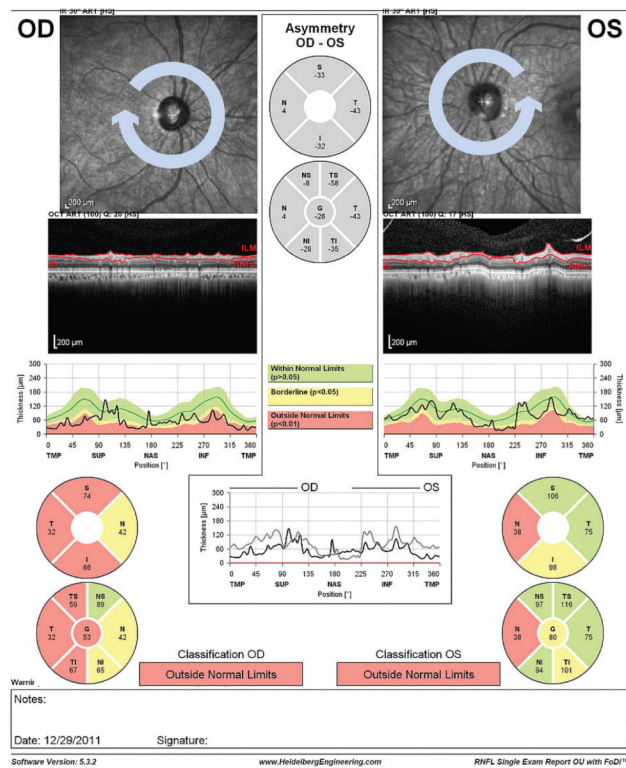 IR 30° ART [HS]
OD
Asymmetry
OD - OS
IR 30° ART [HS]
OS
S
-33
N
4
T
-43
I
-32
NS
-8
TS
-58
N
4
G
-26
T
-43
NI
-29
TI
-35
200 µm
200 µm
OCT ART (100) Q: 20 [HS]
OCT ART (100) Q: 17 [HS]
ILM
ILM
200 µm
200 µm
Within Normal Limits
(p>0.05)
Borderline (p<0.05)
Outside Normal Limits
(p<0.01)
Thickness [µm]
300
240
180
120
60
0
0 45 90 135 180 225 270 315 360
TMP SUP NAS INF TMP
Position [°]
Thickness [µm]
300
240
180
120
60
0
0 45 90 135 180 225 270 315 360
TMP SUP NAS INF TMP
Position [°]
OD OS
Thickness [µm]
300
240
180
120
60
0
0 45 90 135 180 225 270 315 360
TMP SUP NAS INF TMP
Position [°]
S
74
T
32
N
42
I
66
TS
59
NS
89
T
32
G
53
N
42
TI
67
NI
65
S
106
N
38
T
75
I
98
NS
97
TS
116
N
38
G
80
T
75
NI
94
TI
101
Classification OD
Outside Normal Limits
Classification OS
Outside Normal Limits
Notes:
Date: 12/29/2011 Signature:
Software Version: 5.3.2 www.HeidelbergEngineering.com RNFL Single Exam Report OU with FoDi™